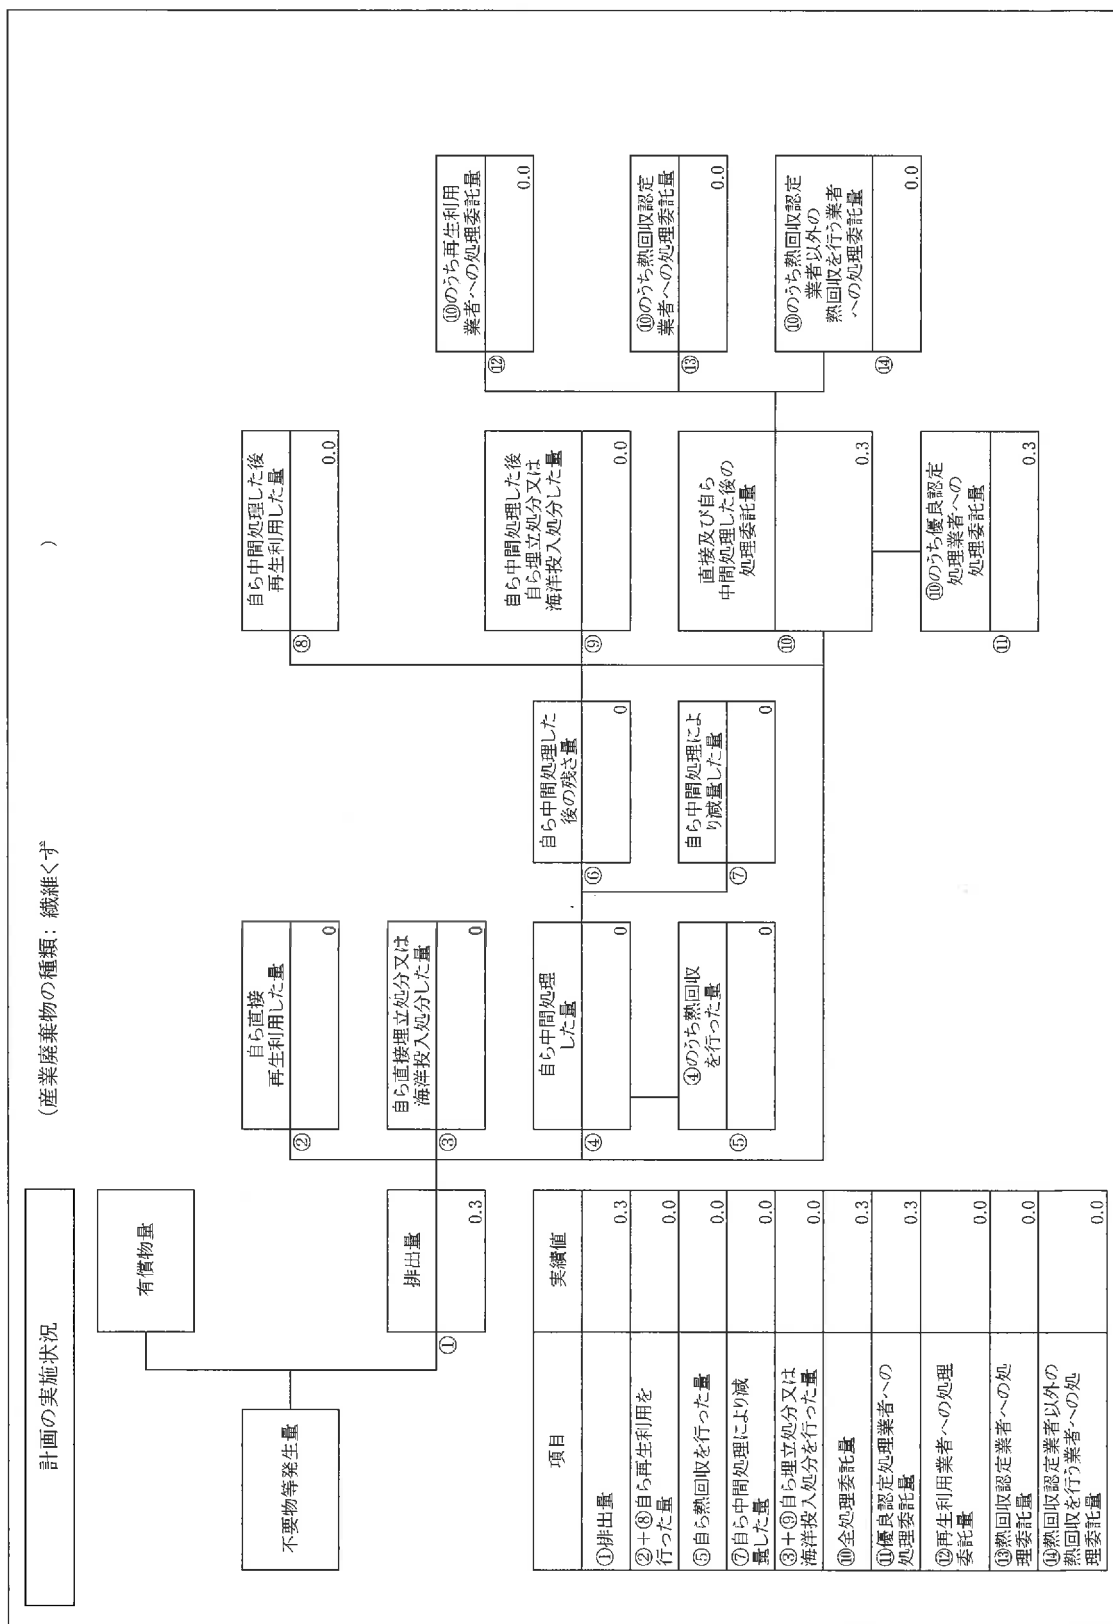 計画の実施状況
(産業廃棄物の種類: 繊維くず
)
不要物等発生量
有償物量
①
排出量
0.3
②
自ら直接
再生利用した量
0
③
自ら直接埋立処分又は
海洋投入処分した量
0
④
自ら中間処理
した量
0
⑤
④のうち熱回収
を行った量
0
⑥
自ら中間処理した
後の残さ量
0
⑦
自ら中間処理によ
り減量した量
0
⑧
自ら中間処理した後
再生利用した量
0.0
⑨
自ら中間処理した後
自ら埋立処分又は
海洋投入処分した量
0.0
⑩
直接及び自ら
中間処理した後の
処理委託量
0.3
⑪
⑩のうち優良認定
処理業者への
処理委託量
0.3
⑫
⑩のうち再生利用
業者への処理委託量
0.0
⑬
⑩のうち熱回収認定
業者への処理委託量
0.0
⑭
⑩のうち熱回収認定
業者以外の
熱回収を行う業者
への処理委託量
0.0
項目
実績値
①排出量
0.3
②+⑧自ら再生利用を
行った量
0.0
⑤自ら熱回収を行った量
0.0
⑦自ら中間処理により減
量した量
0.0
③+⑨自ら埋立処分又は
海洋投入処分を行った量
0.0
⑩全処理委託量
0.3
⑪優良認定処理業者への
処理委託量
0.3
⑫再生利用業者への処理
委託量
0.0
⑬熱回収認定業者への処
理委託量
0.0
⑭熱回収認定業者以外の
熱回収を行う業者への処
理委託量
0.0